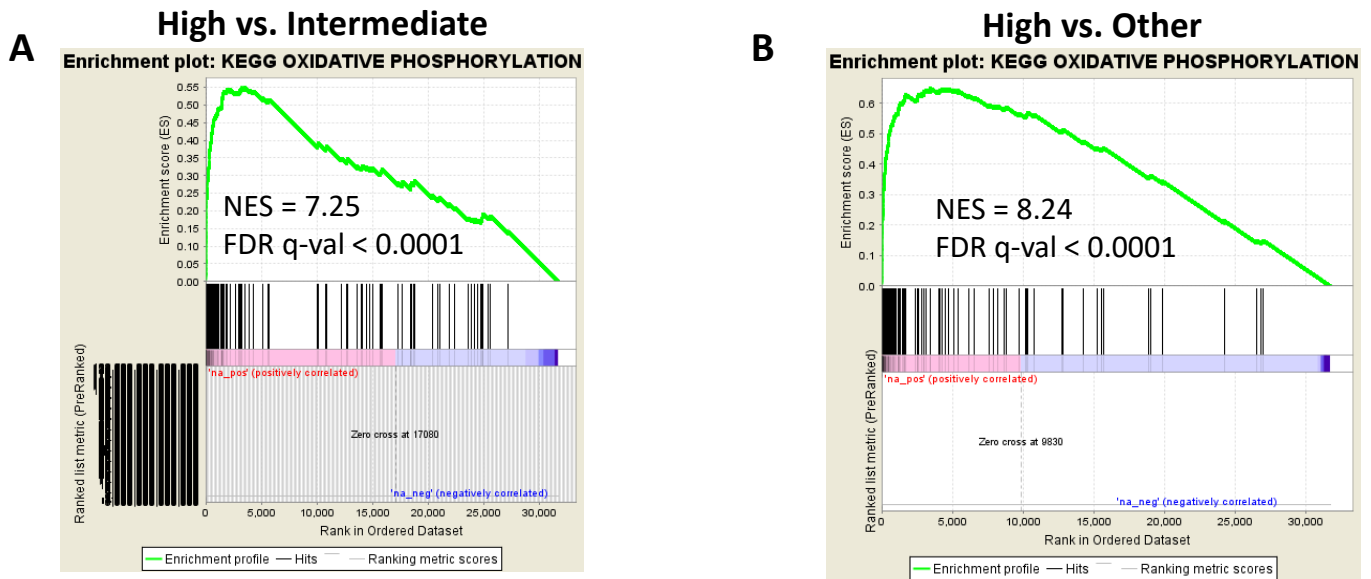 High vs. Intermediate
A
Enrichment plot: KEGG OXIDATIVE PHOSPHORYLATION
Enrichment score (ES)
0.55
0.50
0.45
0.40
0.35
0.30
0.25
0.20
0.15
0.10
0.05
0.00
NES = 7.25
FDR q-val < 0.0001
Ranked list metric (PreRanked)
'na_pos' (positively correlated)
Zero cross at 17080
'na_neg' (negatively correlated)
0 5,000 10,000 15,000 20,000 25,000 30,000
Rank in Ordered Dataset
Enrichment profile Hits Ranking metric scores
High vs. Other
B
Enrichment plot: KEGG OXIDATIVE PHOSPHORYLATION
Enrichment score (ES)
0.6
0.5
0.4
0.3
0.2
0.1
0.0
NES = 8.24
FDR q-val < 0.0001
Ranked list metric (PreRanked)
'na_pos' (positively correlated)
Zero cross at 9830
'na_neg' (negatively correlated)
0 5,000 10,000 15,000 20,000 25,000 30,000
Rank in Ordered Dataset
Enrichment profile Hits Ranking metric scores